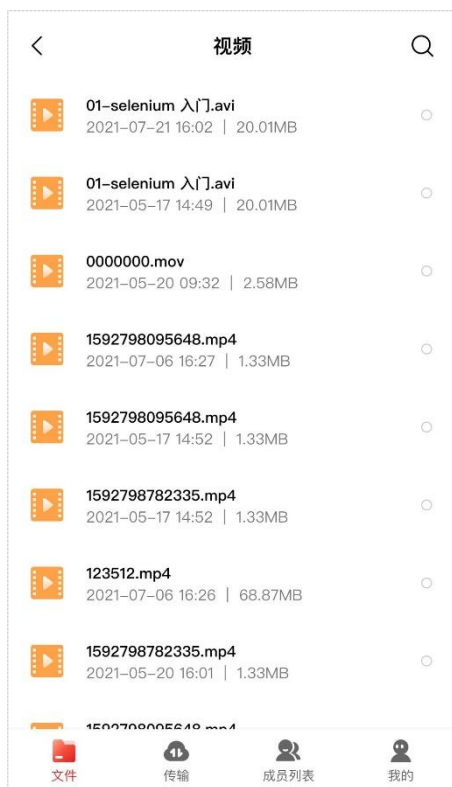 视频
01-selenium 入门.avi
2021-07-21 16:02 | 20.01MB
01-selenium 入门.avi
2021-05-17 14:49 | 20.01MB
0000000.mov
2021-05-20 09:32 | 2.58MB
1592798095648.mp4
2021-07-06 16:27 | 1.33MB
1592798095648.mp4
2021-05-17 14:52 | 1.33MB
1592798782335.mp4
2021-05-17 14:52 | 1.33MB
123512.mp4
2021-07-06 16:26 | 68.87MB
1592798782335.mp4
2021-05-20 16:01 | 1.33MB
1592798095648.mp4
文件 传输 成员列表 我的